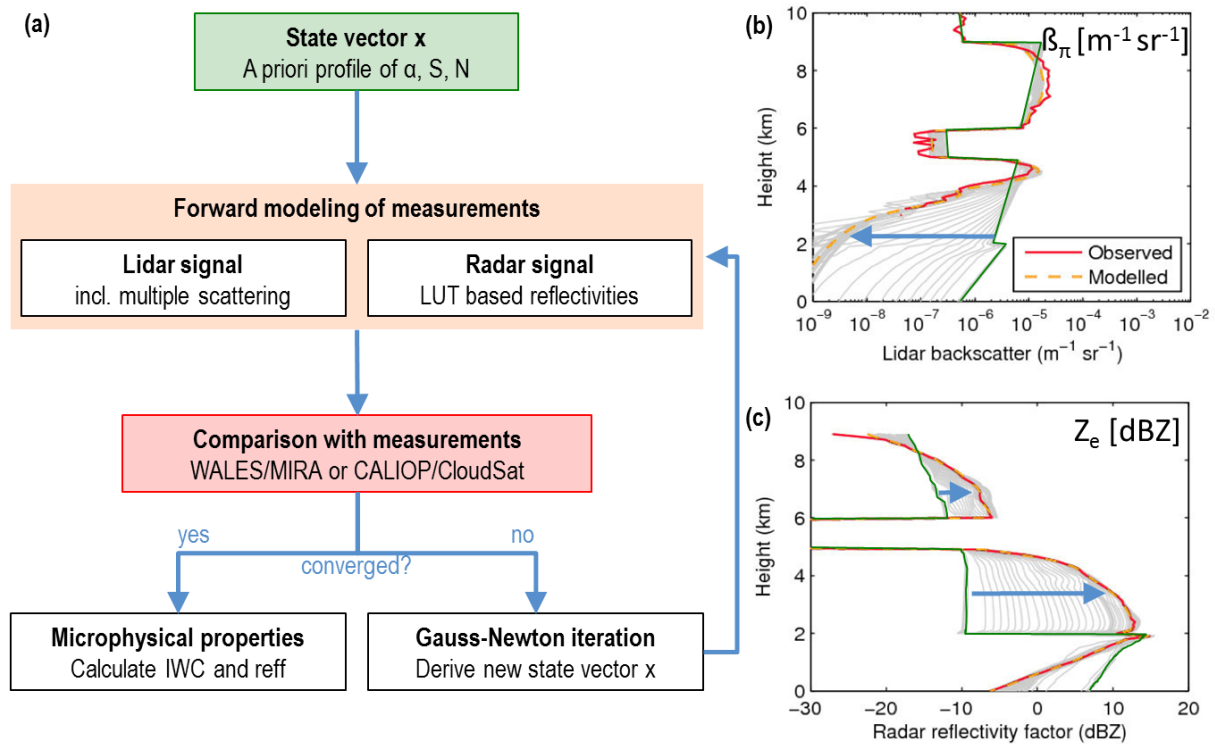 (a)
State vector x
A priori profile of α, S, N
Forward modeling of measurements
Lidar signal
incl. multiple scattering
Radar signal
LUT based reflectivities
Comparison with measurements
WALES/MIRA or CALIOP/CloudSat
yes
no
converged?
Microphysical properties
Calculate IWC and reff
Gauss-Newton iteration
Derive new state vector x
(b)
ß_π [m⁻¹ sr⁻¹]
10
8
6
4
2
0
Height (km)
Observed
Modelled
10⁻⁹ 10⁻⁸ 10⁻⁷ 10⁻⁶ 10⁻⁵ 10⁻⁴ 10⁻³ 10⁻²
Lidar backscatter (m⁻¹ sr⁻¹)
(c)
Zₑ [dBZ]
10
8
6
4
2
0
Height (km)
−30 −20 −10 0 10 20
Radar reflectivity factor (dBZ)